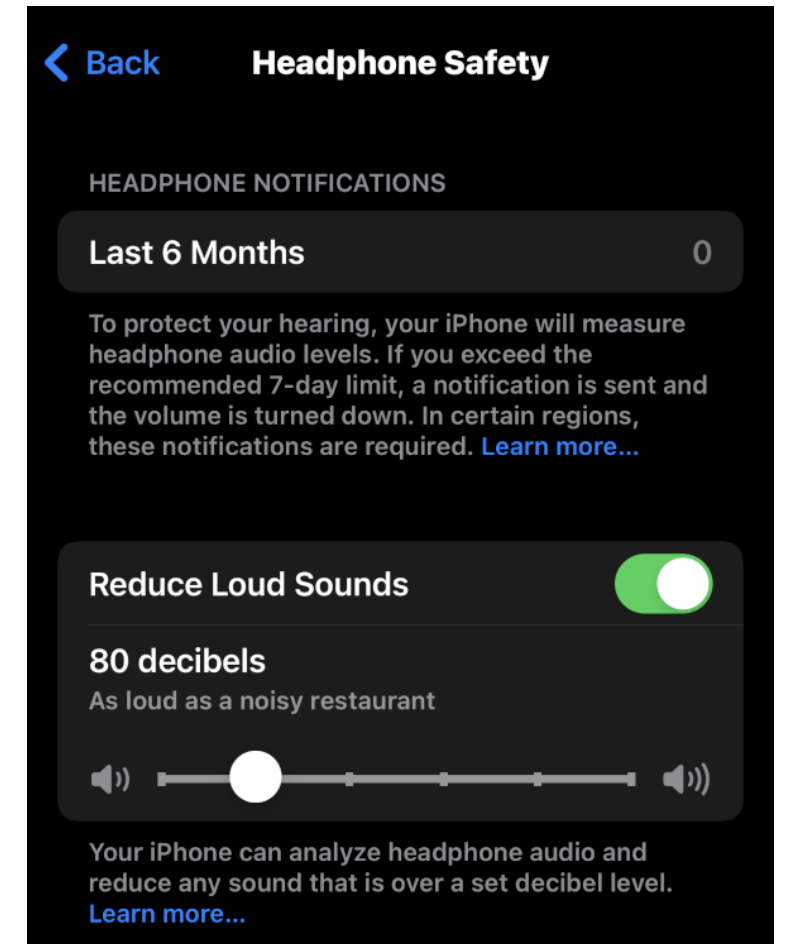 Back
Headphone Safety
HEADPHONE NOTIFICATIONS
Last 6 Months 0
To protect your hearing, your iPhone will measure
headphone audio levels. If you exceed the
recommended 7-day limit, a notification is sent and
the volume is turned down. In certain regions,
these notifications are required. Learn more...
Reduce Loud Sounds
80 decibels
As loud as a noisy restaurant
Your iPhone can analyze headphone audio and
reduce any sound that is over a set decibel level.
Learn more...